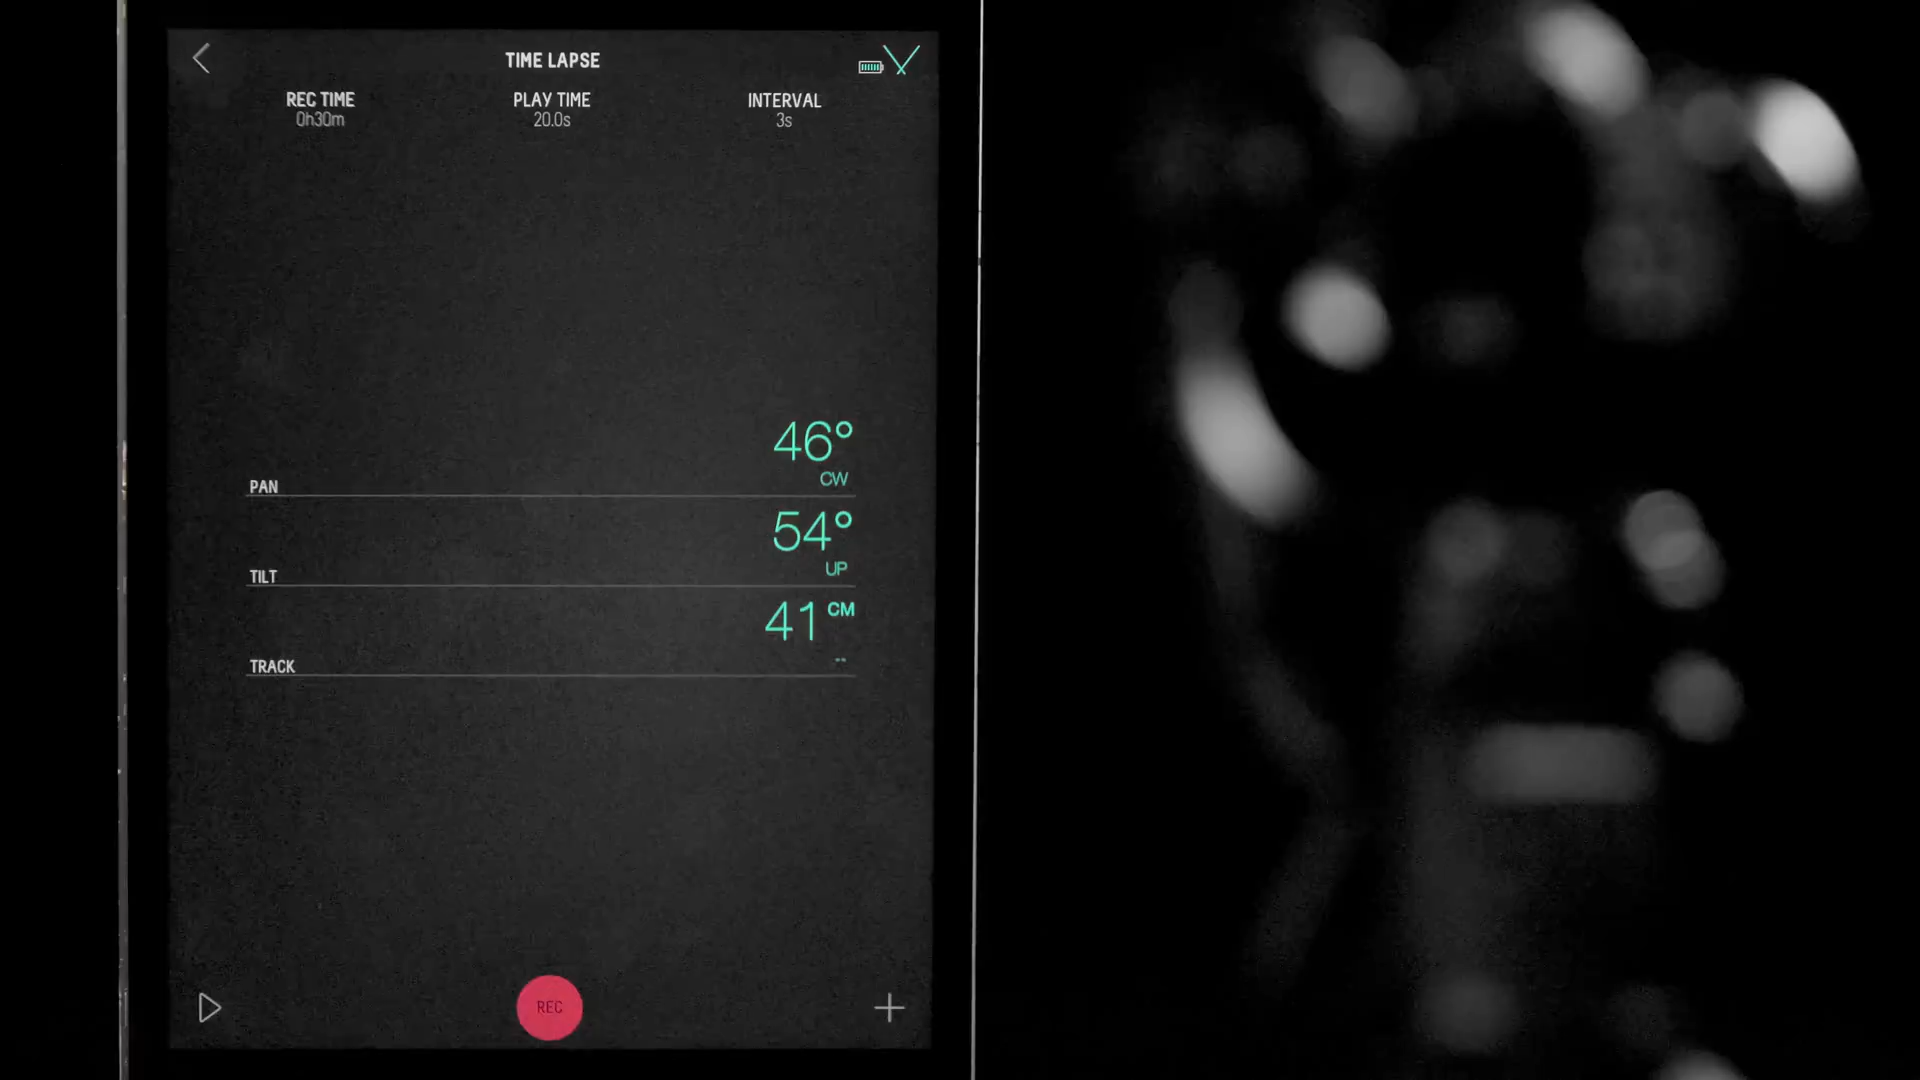 TIME LAPSE
REC TIME
0h30m
PLAY TIME
20.0s
INTERVAL
3s
46°
CW
PAN
54°
UP
TILT
41 CM
--
TRACK
REC